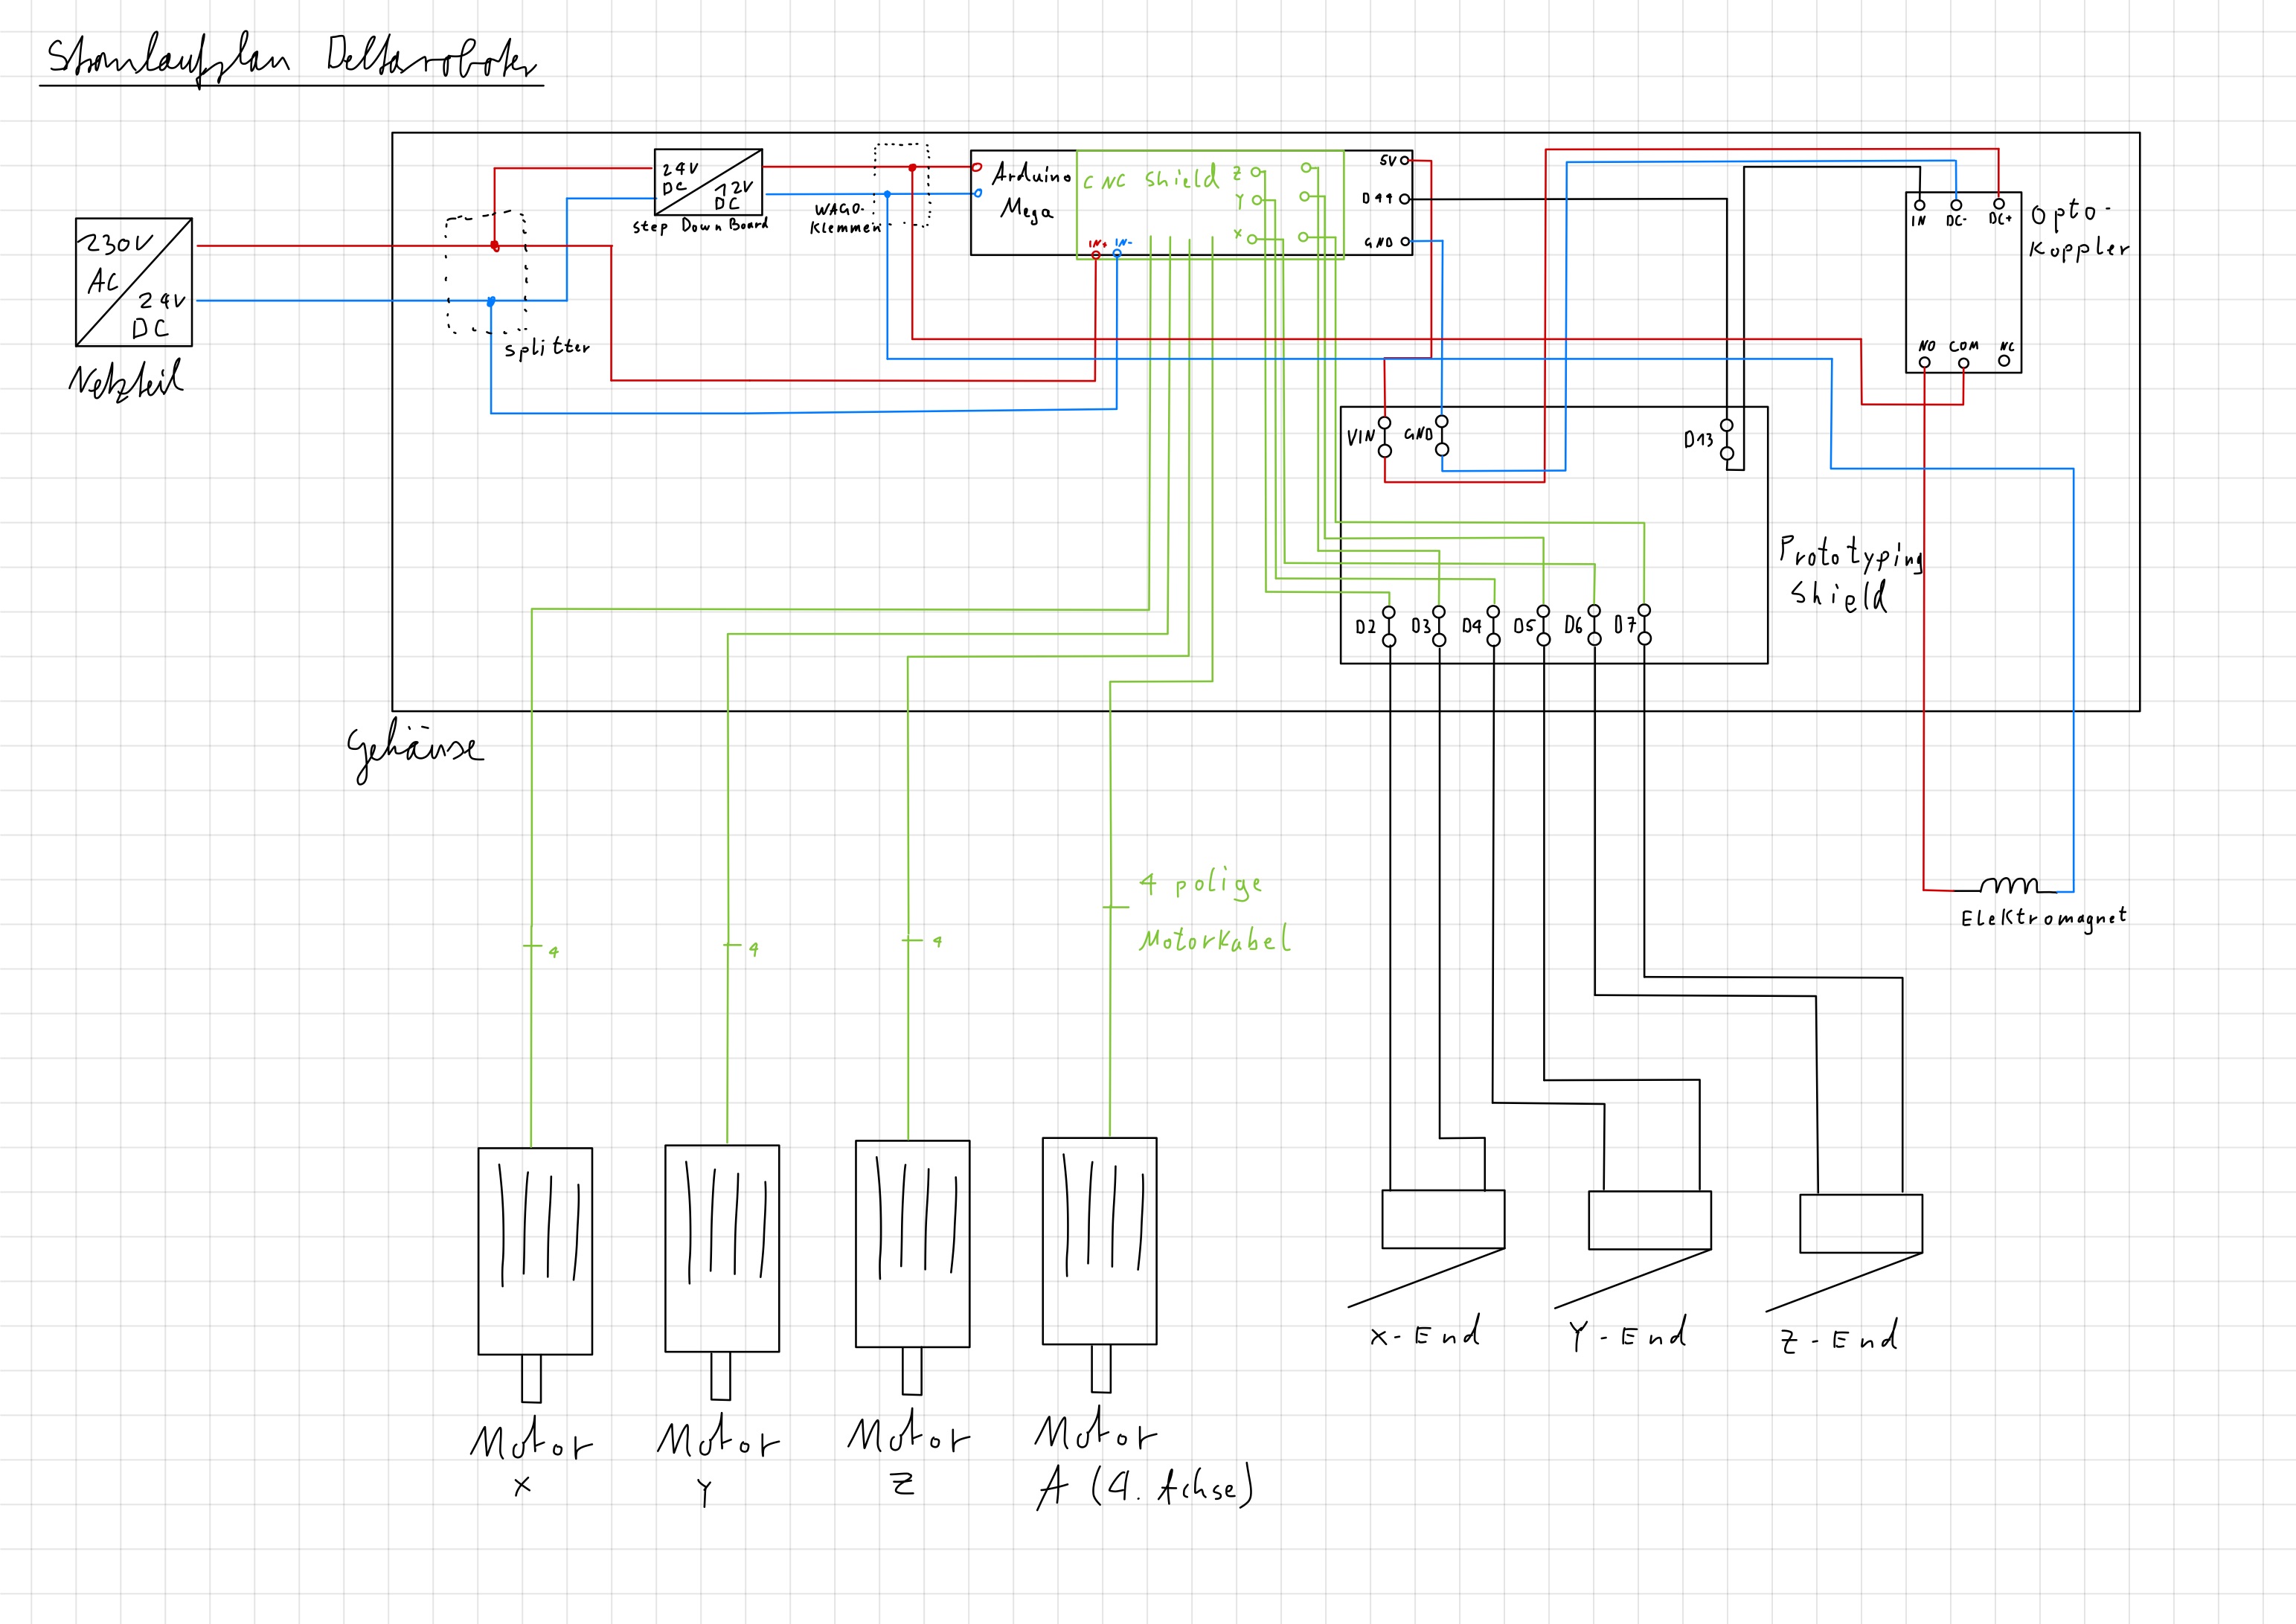 Stromlaufplan Deltaroboter
230V
AC
24V
DC
Netzteil
splitter
24V
DC
12V
DC
Step Down Board
WAGO-
Klemmen
Arduino
Mega
CNC Shield
Z
Y
X
IN+ IN-
5V
D44
GND
IN DC- DC+
Opto-
Koppler
NO COM NC
VIN GND D13
Prototyping
Shield
D2 D3 D4 D5 D6 D7
Gehäuse
4 polige
Motorkabel
4 4 4
Elektromagnet
X-End Y-End Z-End
Motor Motor Motor Motor
X Y Z A (4. Achse)